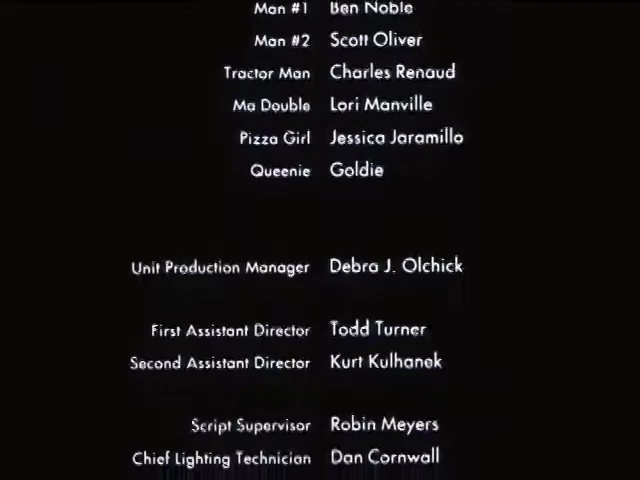 Man #1 Ben Noble
Man #2 Scott Oliver
Tractor Man Charles Renaud
Ma Double Lori Manville
Pizza Girl Jessica Jaramillo
Queenie Goldie
Unit Production Manager Debra J. Olchick
First Assistant Director Todd Turner
Second Assistant Director Kurt Kulhanek
Script Supervisor Robin Meyers
Chief Lighting Technician Dan Cornwall